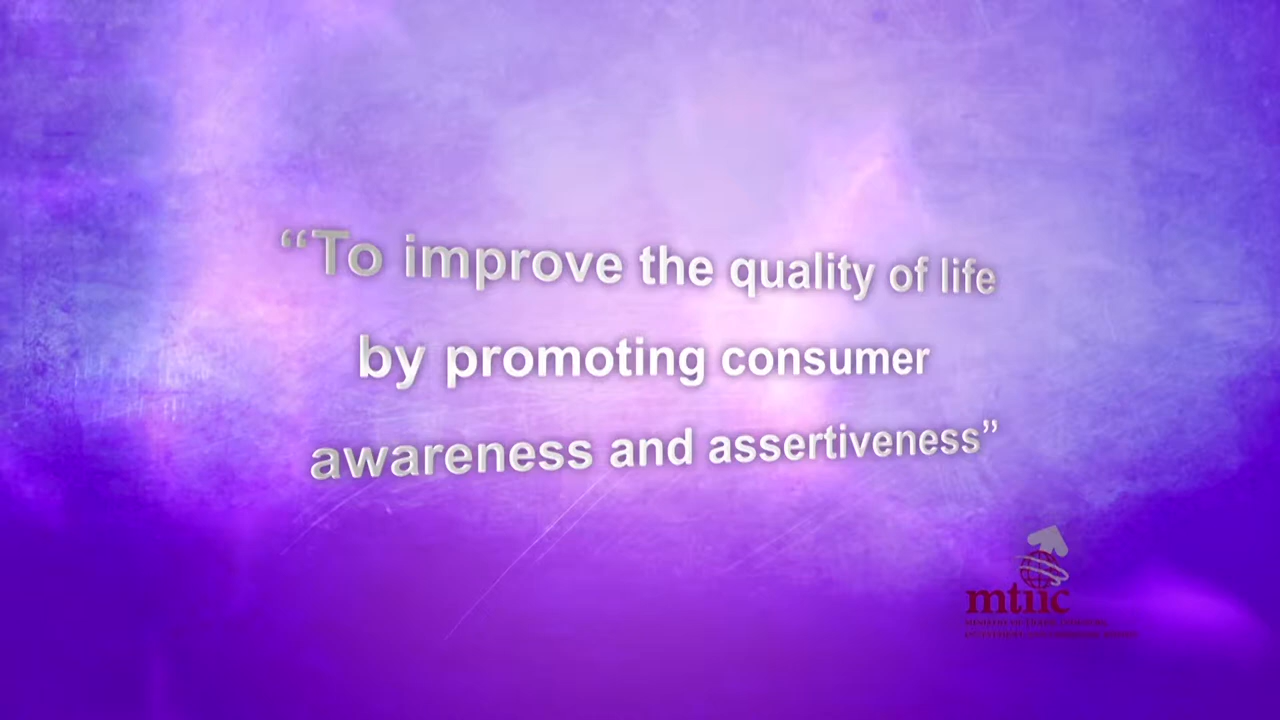 “To improve the quality of life
by promoting consumer
awareness and assertiveness”
mtiic